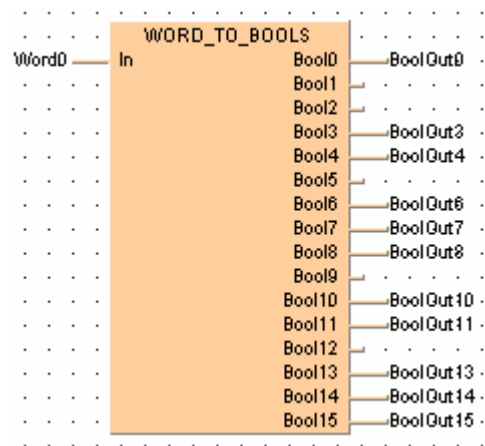 WORD_TO_BOOLS
Word0 In Bool0 BoolOut0
Bool1
Bool2
Bool3 BoolOut3
Bool4 BoolOut4
Bool5
Bool6 BoolOut6
Bool7 BoolOut7
Bool8 BoolOut8
Bool9
Bool10 BoolOut10
Bool11 BoolOut11
Bool12
Bool13 BoolOut13
Bool14 BoolOut14
Bool15 BoolOut15